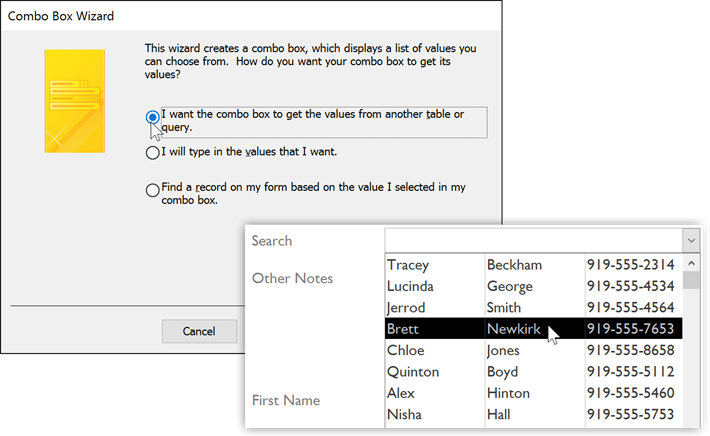 Combo Box Wizard
This wizard creates a combo box, which displays a list of values you
can choose from.  How do you want your combo box to get its
values?
I want the combo box to get the values from another table or
query.
I will type in the values that I want.
Find a record on my form based on the value I selected in my
combo box.
Cancel
Search
Other Notes
First Name
Tracey Beckham 919-555-2314
Lucinda George 919-555-4534
Jerrod Smith 919-555-4564
Brett Newkirk 919-555-7653
Chloe Jones 919-555-8658
Quinton Boyd 919-555-5112
Alex Hinton 919-555-5460
Nisha Hall 919-555-5753